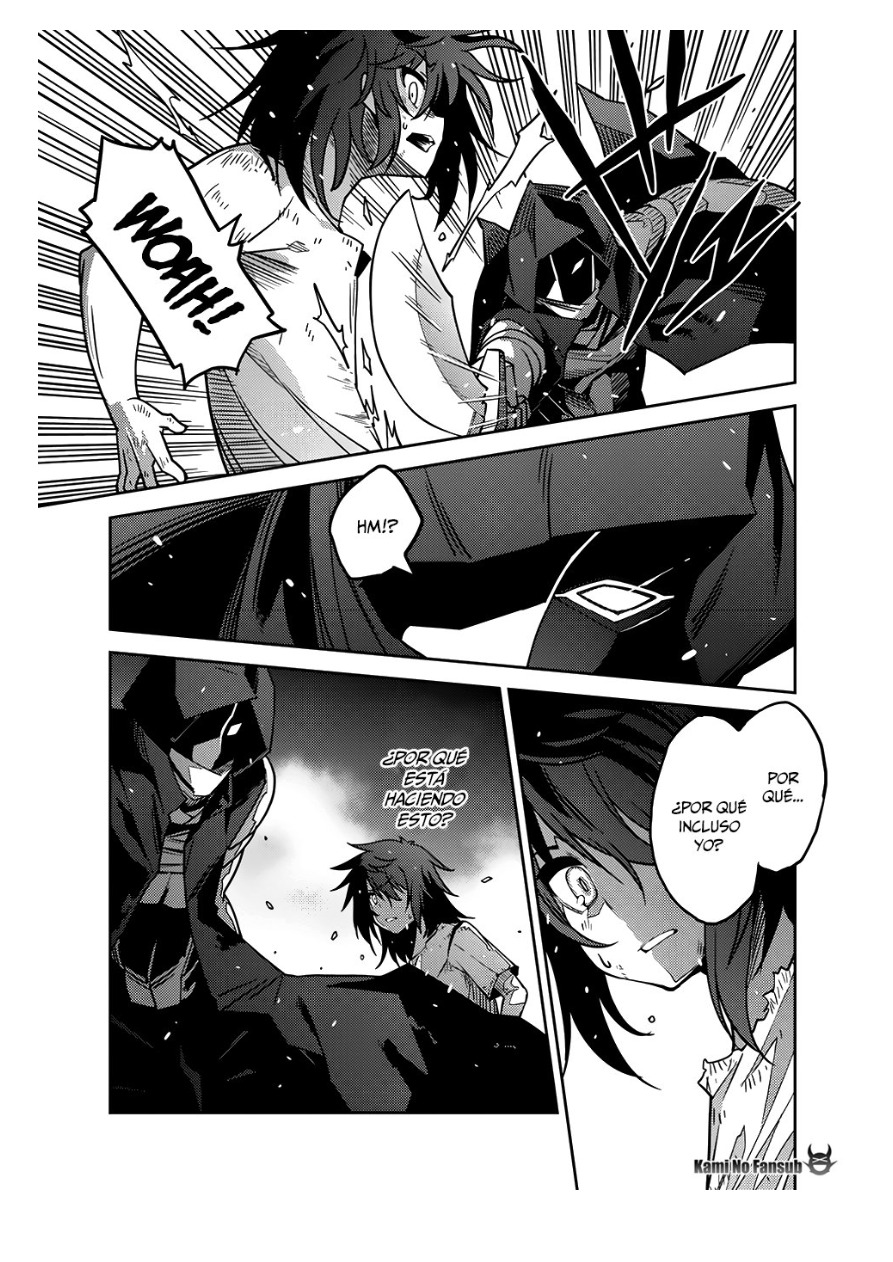 WOAH!
HM!?
POR
QUÉ...
¿POR QUÉ
INCLUSO
YO?
¿POR QUÉ
ESTÁ
HACIENDO
ESTO?
Kami No Fansub